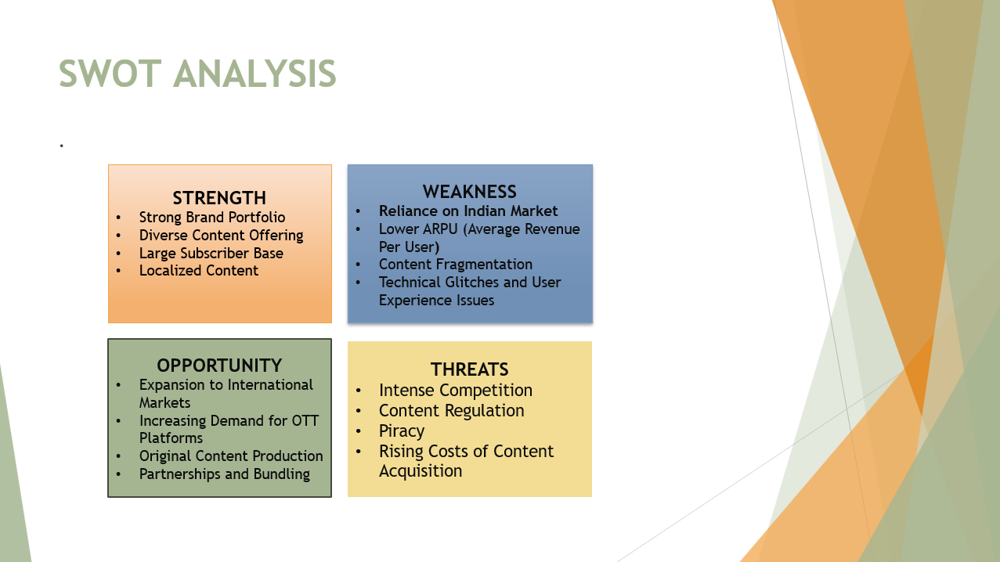 SWOT ANALYSIS
.
STRENGTH
• Strong Brand Portfolio
• Diverse Content Offering
• Large Subscriber Base
• Localized Content
WEAKNESS
• Reliance on Indian Market
• Lower ARPU (Average Revenue
Per User)
• Content Fragmentation
• Technical Glitches and User
Experience Issues
OPPORTUNITY
• Expansion to International
Markets
• Increasing Demand for OTT
Platforms
• Original Content Production
• Partnerships and Bundling
THREATS
• Intense Competition
• Content Regulation
• Piracy
• Rising Costs of Content
Acquisition